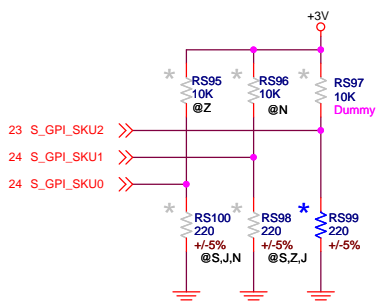 +3V
* RS95 * RS96 * RS97
10K 10K 10K
@Z @N Dummy
23 S_GPI_SKU2
24 S_GPI_SKU1
24 S_GPI_SKU0
* RS100 * RS98 * RS99
220 220 220
+/-5% +/-5% +/-5%
@S,J,N @S,Z,J